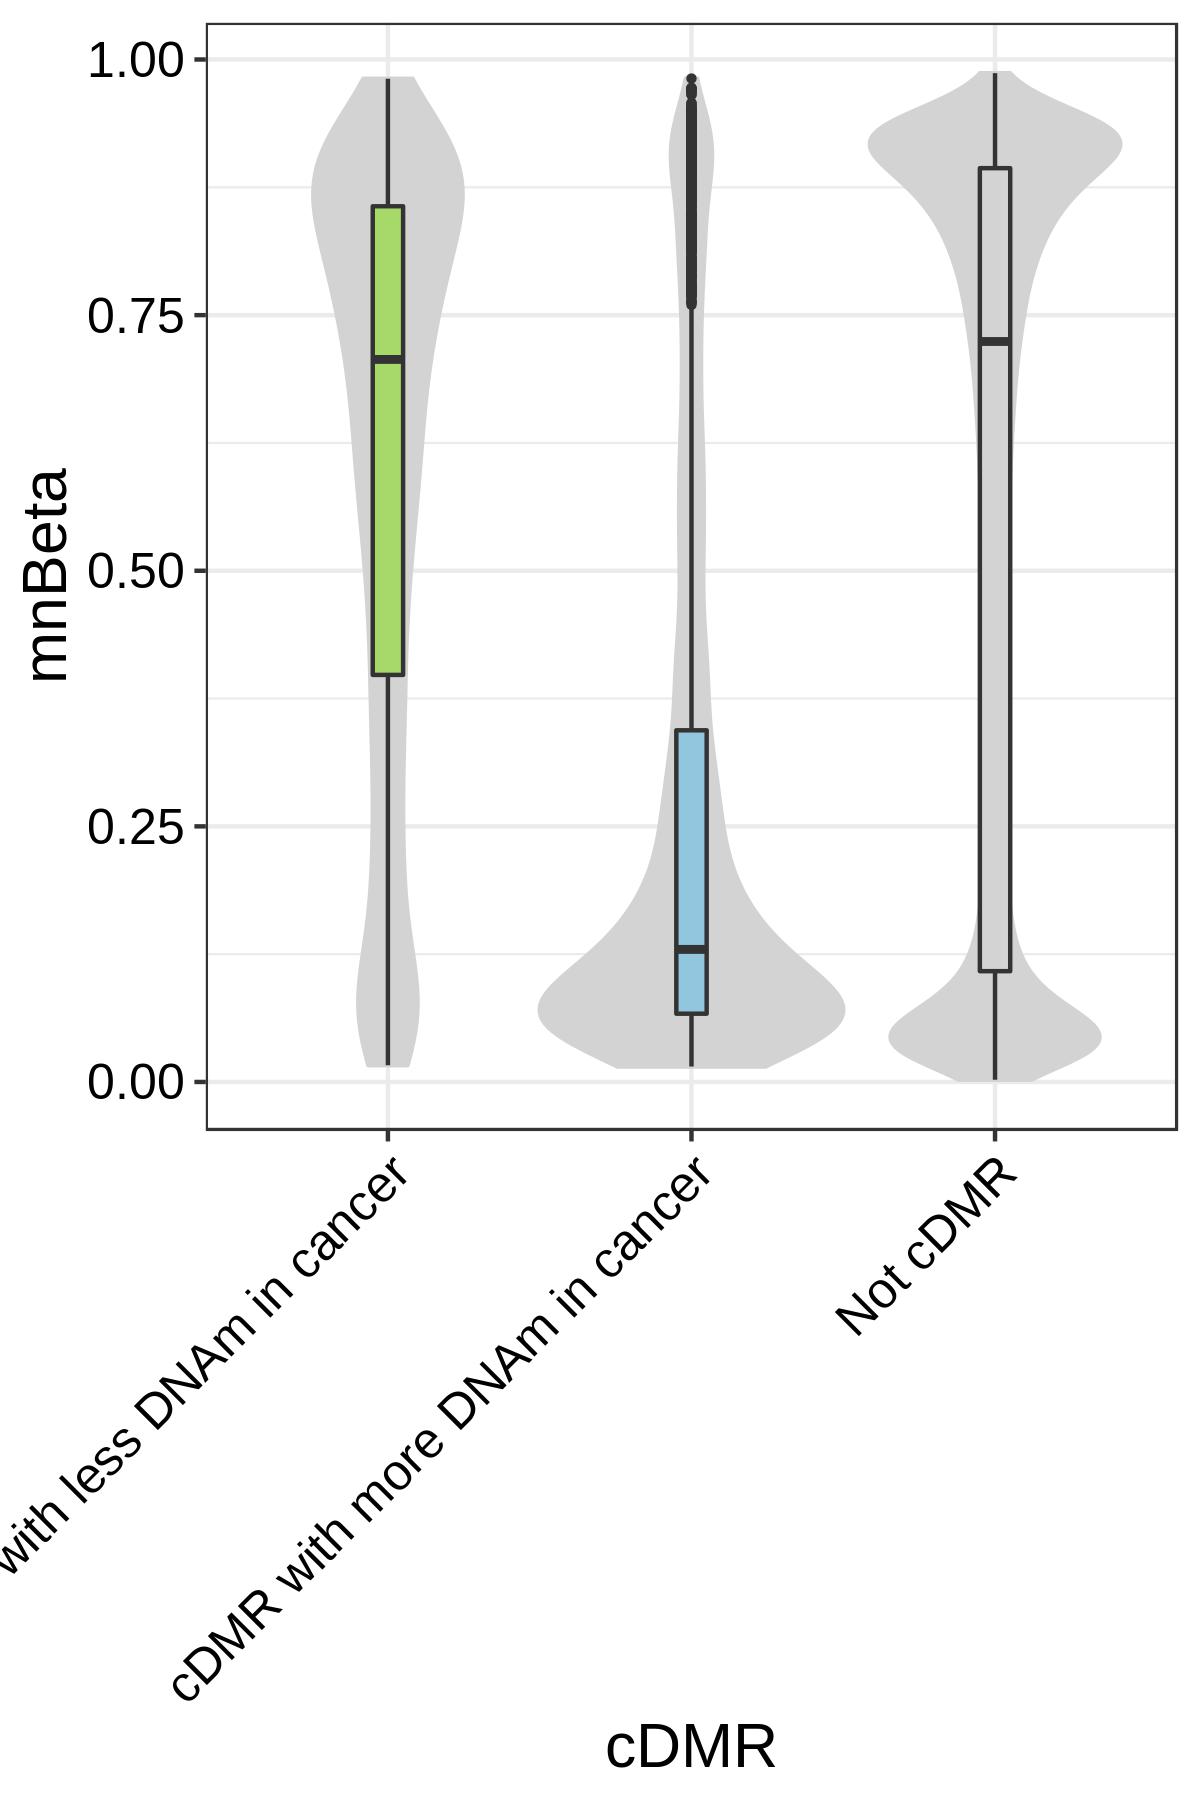 1.00
0.75
0.50
0.25
0.00
mnBeta
with less DNAm in cancer
cDMR with more DNAm in cancer
Not cDMR
cDMR